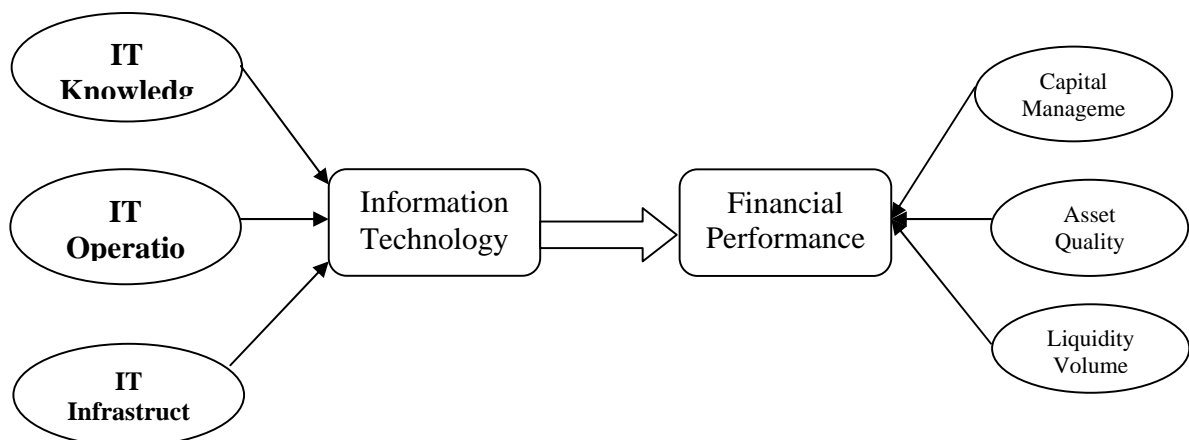 IT
Knowledg
IT
Operatio
IT
Infrastruct
Information
Technology
Financial
Performance
Capital
Manageme
Asset
Quality
Liquidity
Volume